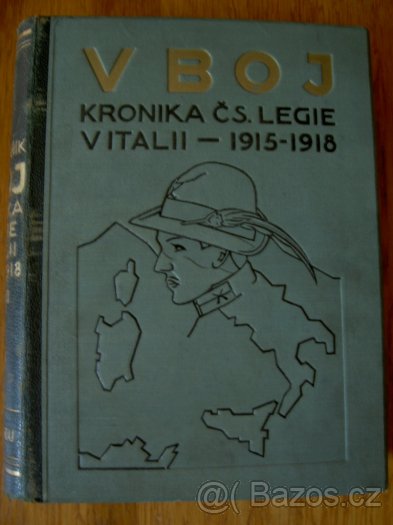 V BOJ
KRONIKA ČS. LEGIE
V ITALII — 1915-1918
Bazos.cz